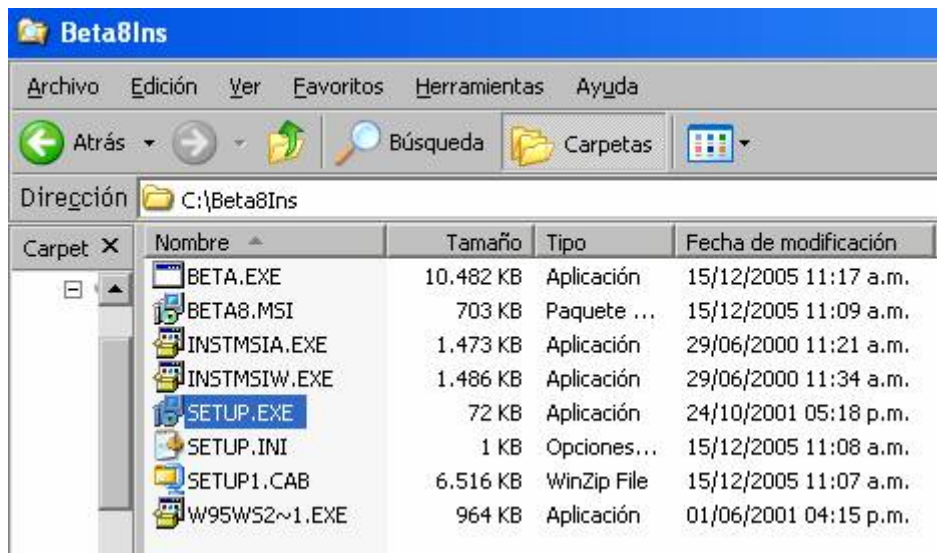 Beta8Ins
Archivo Edición Ver Favoritos Herramientas Ayuda
Atrás Búsqueda Carpetas
Dirección C:\Beta8Ins
Carpet Nombre Tamaño Tipo Fecha de modificación
BETA.EXE 10.482 KB Aplicación 15/12/2005 11:17 a.m.
BETA8.MSI 703 KB Paquete ... 15/12/2005 11:09 a.m.
INSTMSIA.EXE 1.473 KB Aplicación 29/06/2000 11:21 a.m.
INSTMSIW.EXE 1.486 KB Aplicación 29/06/2000 11:34 a.m.
SETUP.EXE 72 KB Aplicación 24/10/2001 05:18 p.m.
SETUP.INI 1 KB Opciones... 15/12/2005 11:08 a.m.
SETUP1.CAB 6.516 KB WinZip File 15/12/2005 11:07 a.m.
W95WS2~1.EXE 964 KB Aplicación 01/06/2001 04:15 p.m.